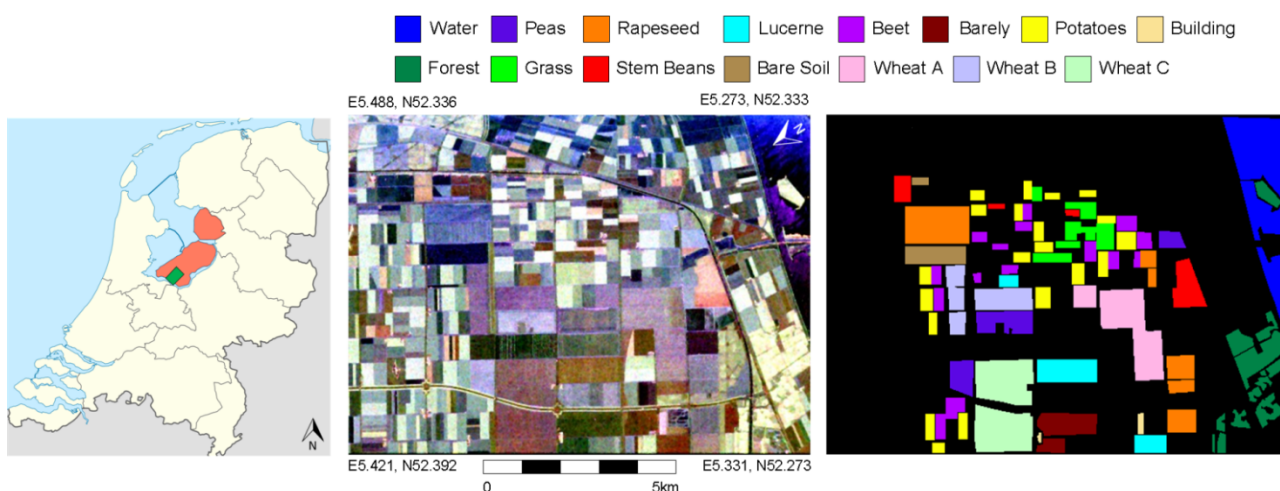 Water Peas Rapeseed Lucerne Beet Barely Potatoes Building
Forest Grass Stem Beans Bare Soil Wheat A Wheat B Wheat C
E5.488, N52.336 E5.273, N52.333
N
N
E5.421, N52.392 E5.331, N52.273
0 5km